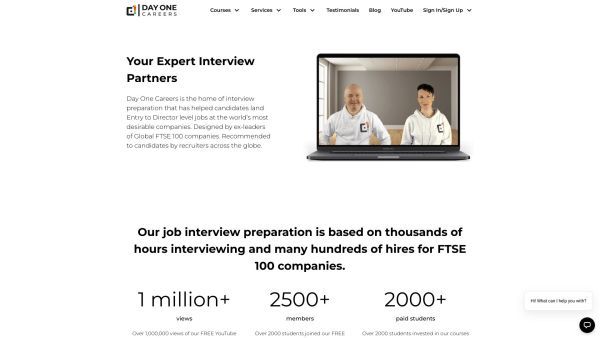 DAY ONE
CAREERS
Courses Services Tools Testimonials Blog YouTube Sign In/Sign Up
Your Expert Interview
Partners
Day One Careers is the home of interview
preparation that has helped candidates land
Entry to Director level jobs at the world's most
desirable companies. Designed by ex-leaders
of Global FTSE 100 companies. Recommended
to candidates by recruiters across the globe.
Our job interview preparation is based on thousands of
hours interviewing and many hundreds of hires for FTSE
100 companies.
1 million+ 2500+ 2000+
views members paid students
Over 1,000,000 views of our FREE YouTube Over 2000 students joined our FREE Over 2000 students invested in our courses
Hi! What can I help you with?